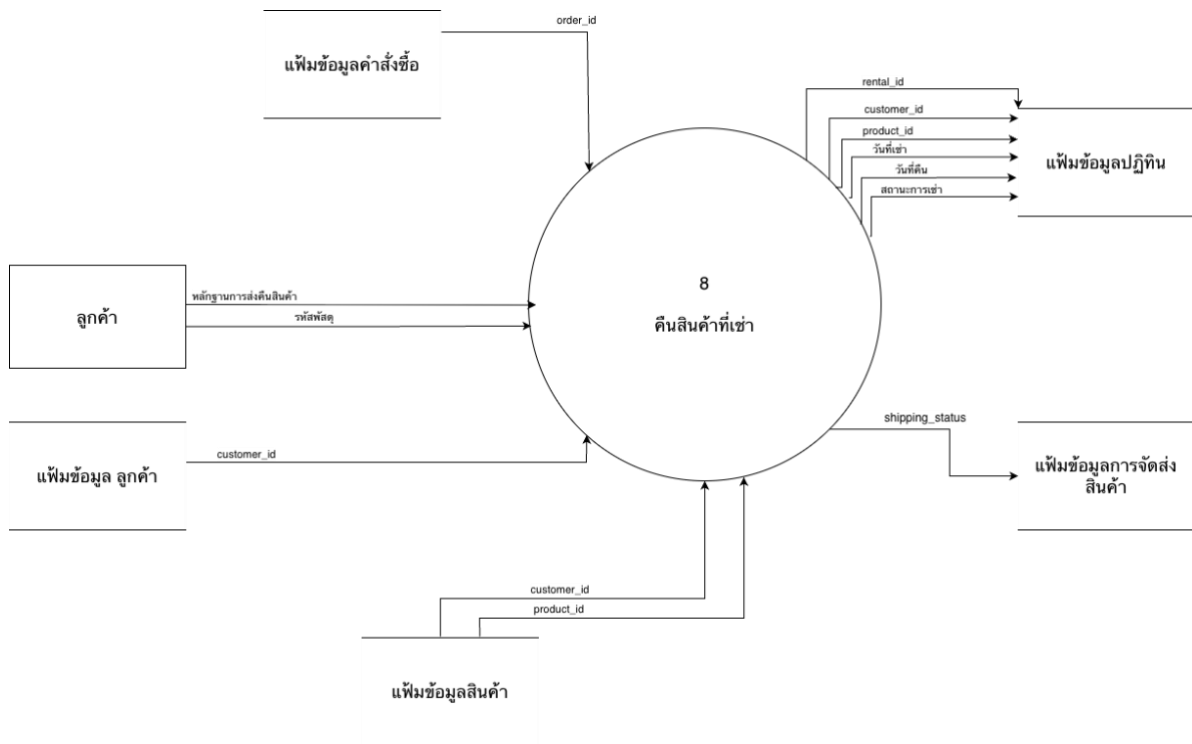 order_id
แฟ้มข้อมูลคำสั่งซื้อ
rental_id
customer_id
product_id
วันที่เช่า
วันที่คืน
สถานะการเช่า
แฟ้มข้อมูลปฏิทิน
8
คืนสินค้าที่เช่า
ลูกค้า
หลักฐานการส่งคืนสินค้า
รหัสพัสดุ
shipping_status
แฟ้มข้อมูล ลูกค้า
customer_id
แฟ้มข้อมูลการจัดส่ง
สินค้า
customer_id
product_id
แฟ้มข้อมูลสินค้า